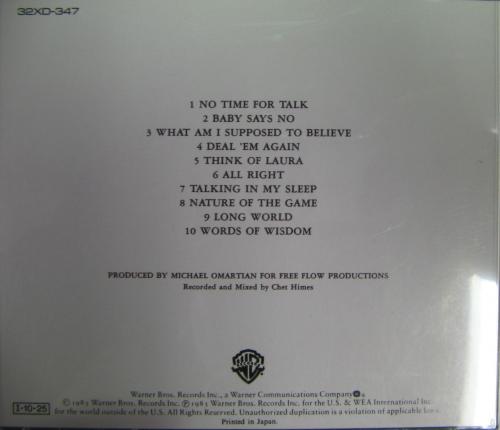 32XD-347
1 NO TIME FOR TALK
2 BABY SAYS NO
3 WHAT AM I SUPPOSED TO BELIEVE
4 DEAL 'EM AGAIN
5 THINK OF LAURA
6 ALL RIGHT
7 TALKING IN MY SLEEP
8 NATURE OF THE GAME
9 LONG WORLD
10 WORDS OF WISDOM
PRODUCED BY MICHAEL OMARTIAN FOR FREE FLOW PRODUCTIONS
Recorded and Mixed by Chet Himes
Warner Bros. Records Inc., a Warner Communications Company
© 1983 Warner Bros. Records Inc. ℗ 1983 Warner Bros. Records Inc. for the U.S. & WEA International Inc.
I-10-25 for the world outside of the U.S. All Rights Reserved. Unauthorized duplication is a violation of applicable
Printed in Japan.